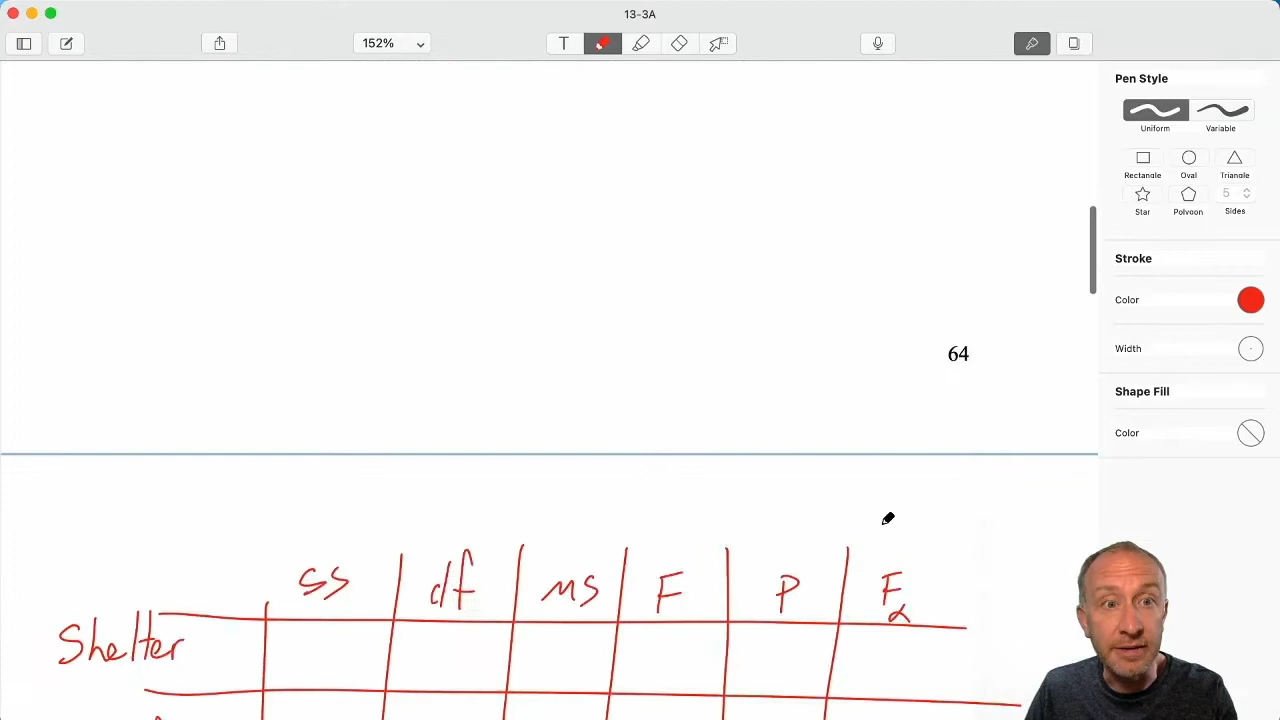 13-3A
152%
T
Pen Style
Uniform Variable
Rectangle Oval Triangle
5
Star Polygon Sides
Stroke
Color
Width
Shape Fill
Color
64
SS df MS F P Fα
Shelter